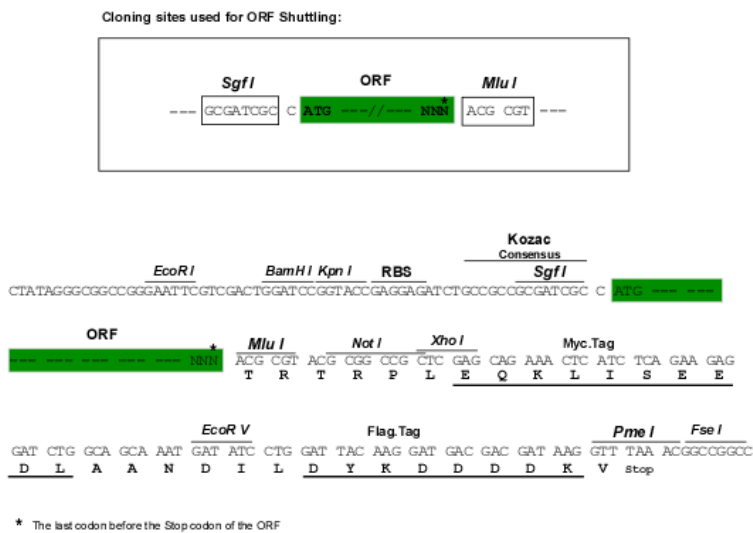 Cloning sites used for ORF Shuttling:
Sgf I ORF Mlu I
--- GCGATCGC C ATG ---//--- NNN* ACG CGT ---
Kozac
Consensus
EcoR I BamH I Kpn I RBS Sgf I
CTATAGGGCGGCCGGGAATTCGTCGACTGGATCCGGTACCGAGGAGATCTGCCGCCGCGATCGC C ATG --- ---
ORF Mlu I Not I Xho I Myc.Tag
--- --- --- --- --- --- NNN* ACG CGT ACG CGG CCG CTC GAG CAG AAA CTC ATC TCA GAA GAG
T R T R P L E Q K L I S E E
EcoR V Flag.Tag Pme I Fse I
GAT CTG GCA GCA AAT GAT ATC CTG GAT TAC AAG GAT GAC GAC GAT AAG GTT TAA ACGGCCGGCC
D L A A N D I L D Y K D D D D K V Stop
* The last codon before the Stop codon of the ORF